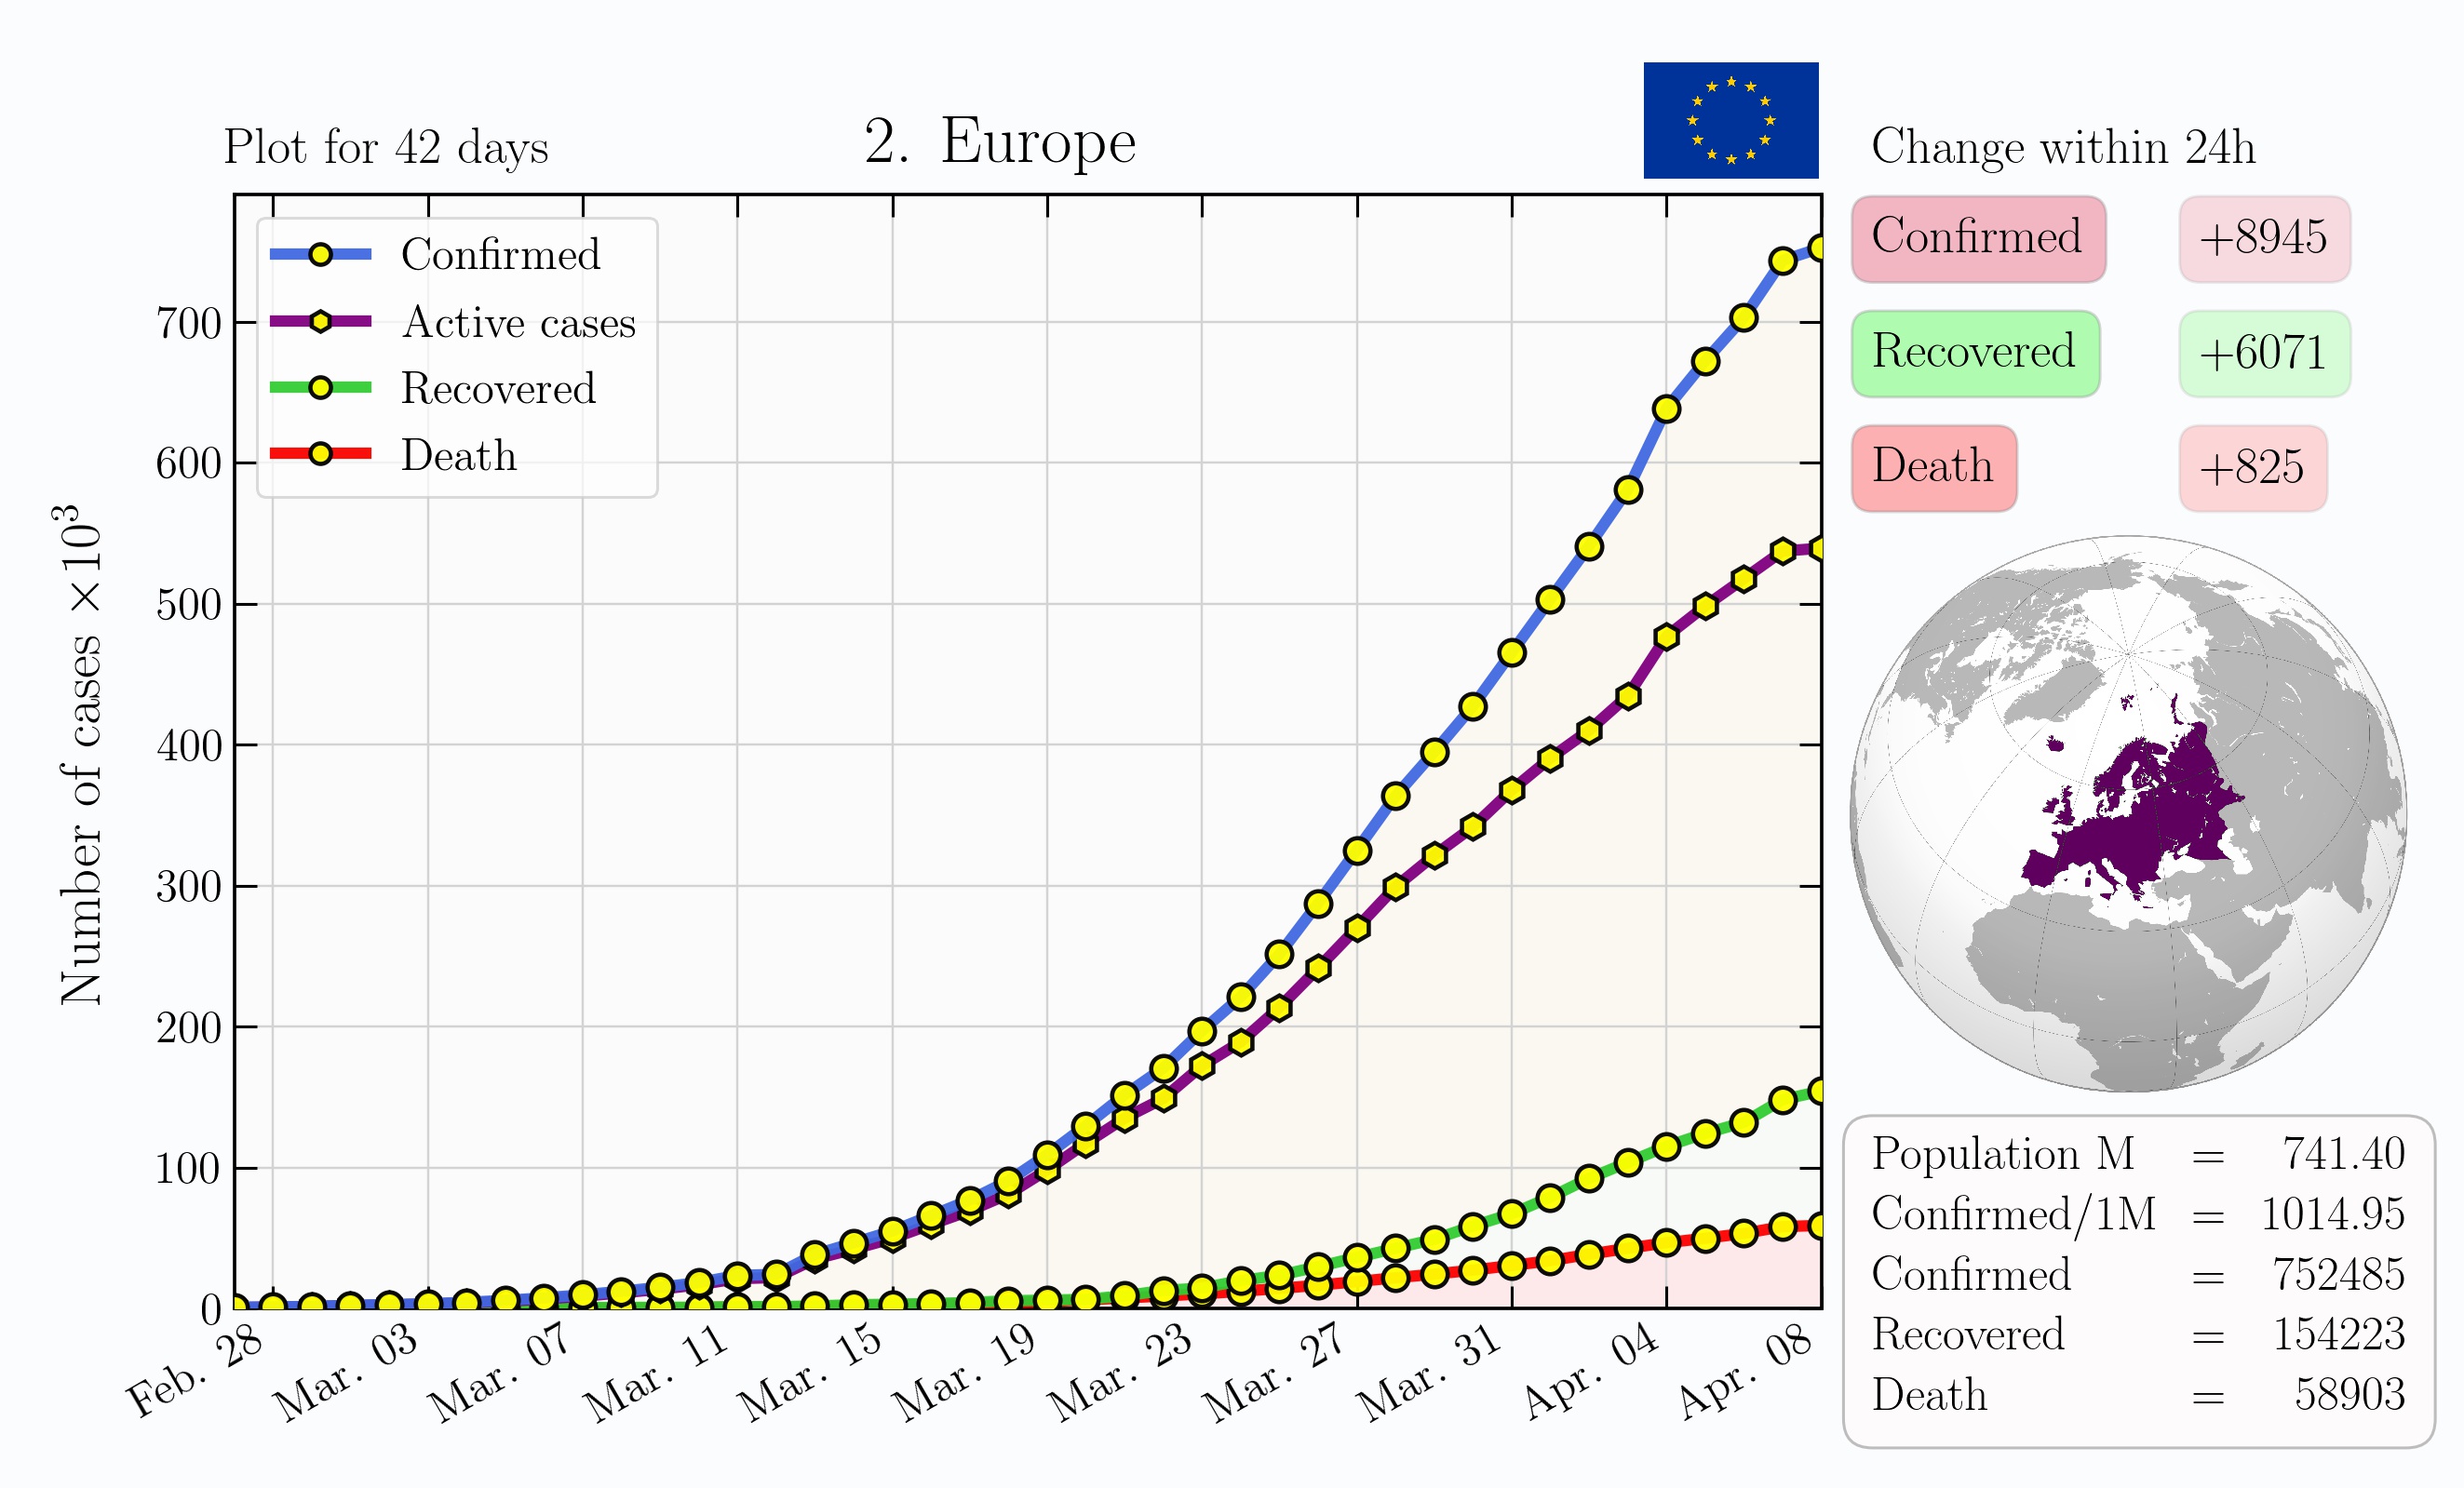 Plot for 42 days
2. Europe
Change within 24h
Confirmed +8945
Recovered +6071
Death +825
Confirmed
Active cases
Recovered
Death
Number of cases ×10³
700
600
500
400
300
200
100
0
Feb. 28
Mar. 03
Mar. 07
Mar. 11
Mar. 15
Mar. 19
Mar. 23
Mar. 27
Mar. 31
Apr. 04
Apr. 08
Population M = 741.40
Confirmed/1M = 1014.95
Confirmed = 752485
Recovered = 154223
Death = 58903